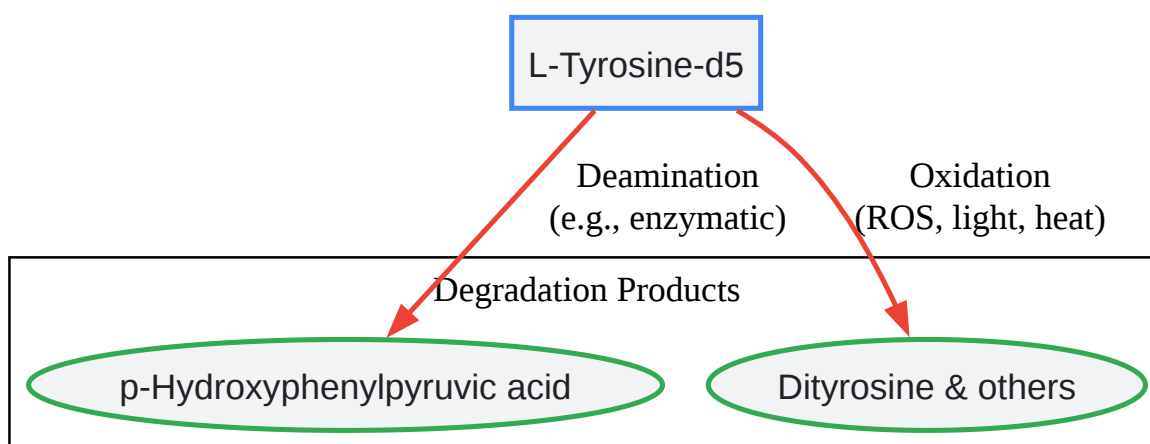 L-Tyrosine-d5
Deamination
(e.g., enzymatic)
Oxidation
(ROS, light, heat)
Degradation Products
p-Hydroxyphenylpyruvic acid
Dityrosine & others